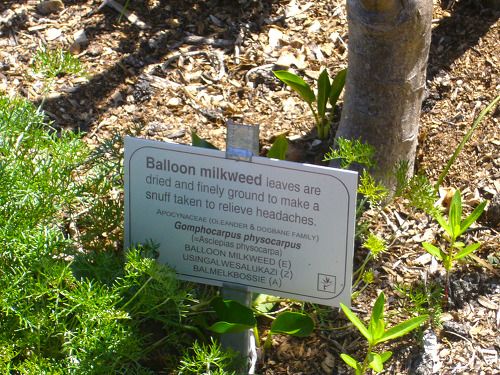 Balloon milkweed leaves are
dried and finely ground to make a
snuff taken to relieve headaches.
APOCYNACEAE (OLEANDER & DOGBANE FAMILY)
Gomphocarpus physocarpus
(=Asclepias physocarpa)
BALLOON MILKWEED (E)
USINGALWESALUKAZI (Z)
BALMELKBOSSIE (A)